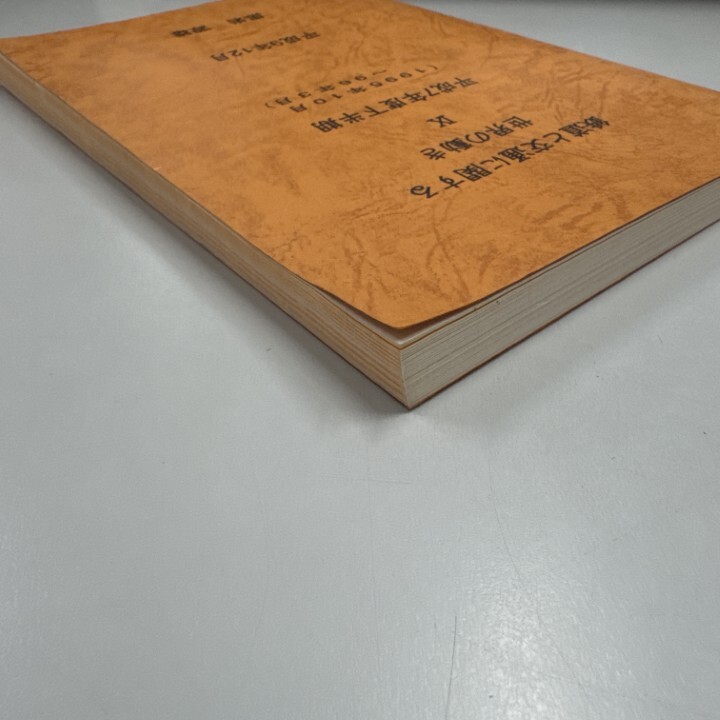 鉄道と交通に関する
世界の動き
Ⅸ
平成7年度下半期
(1995年10月
~96年3月)
平成9年12月